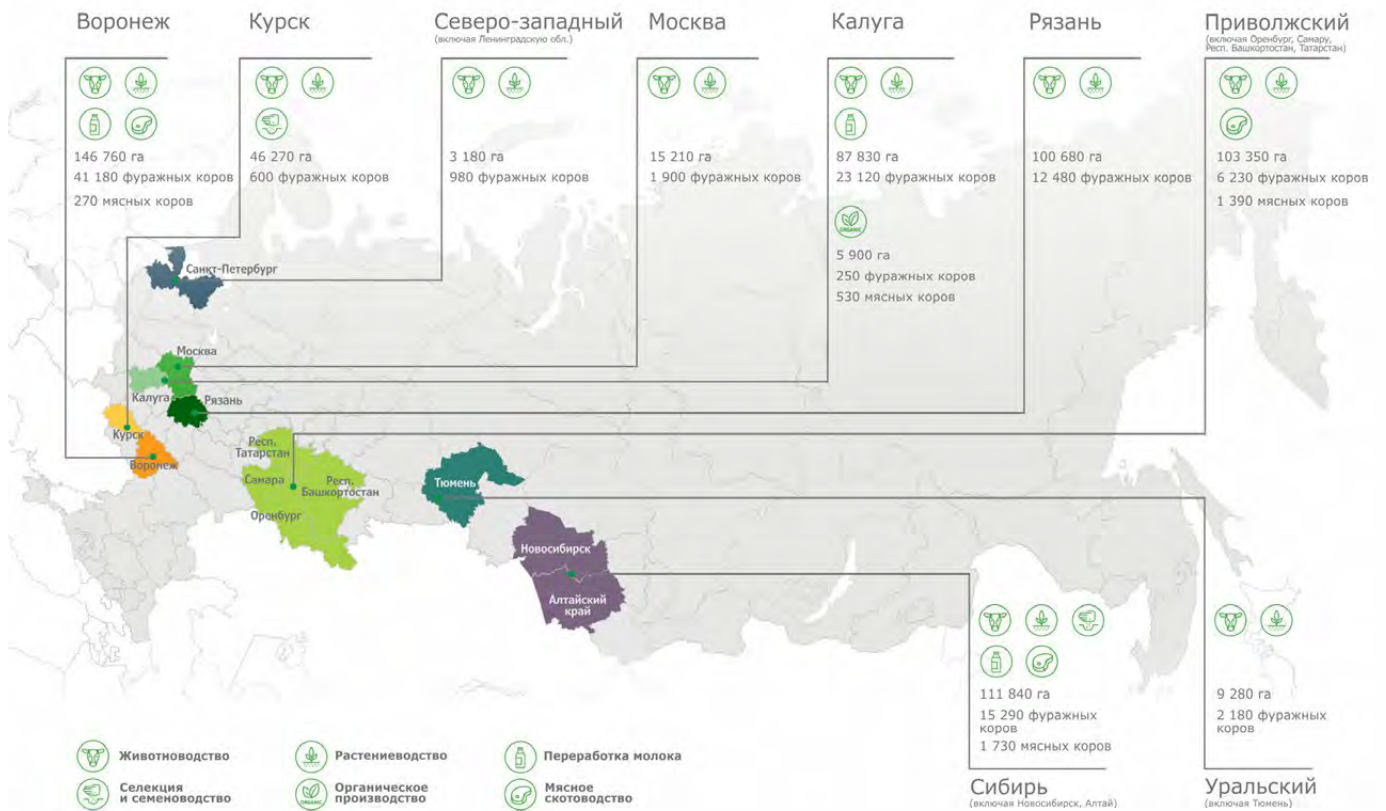 Воронеж
146 760 га
41 180 фуражных коров
270 мясных коров
Курск
46 270 га
600 фуражных коров
Северо-западный
(включая Ленинградскую обл.)
3 180 га
980 фуражных коров
Москва
15 210 га
1 900 фуражных коров
Калуга
87 830 га
23 120 фуражных коров
ORGANIC
5 900 га
250 фуражных коров
530 мясных коров
Рязань
100 680 га
12 480 фуражных коров
Приволжский
(включая Оренбург, Самару,
Респ. Башкортостан, Татарстан)
103 350 га
6 230 фуражных коров
1 390 мясных коров
Санкт-Петербург
Москва
Калуга
Рязань
Курск
Воронеж
Респ.
Татарстан
Самара
Респ.
Башкортостан
Оренбург
Тюмень
Новосибирск
Алтайский
край
111 840 га
15 290 фуражных
коров
1 730 мясных коров
Сибирь
(включая Новосибирск, Алтай)
9 280 га
2 180 фуражных
коров
Уральский
(включая Тюмень)
Животноводство
Растениеводство
Переработка молока
Селекция
и семеноводство
ORGANIC
Органическое
производство
Мясное
скотоводство